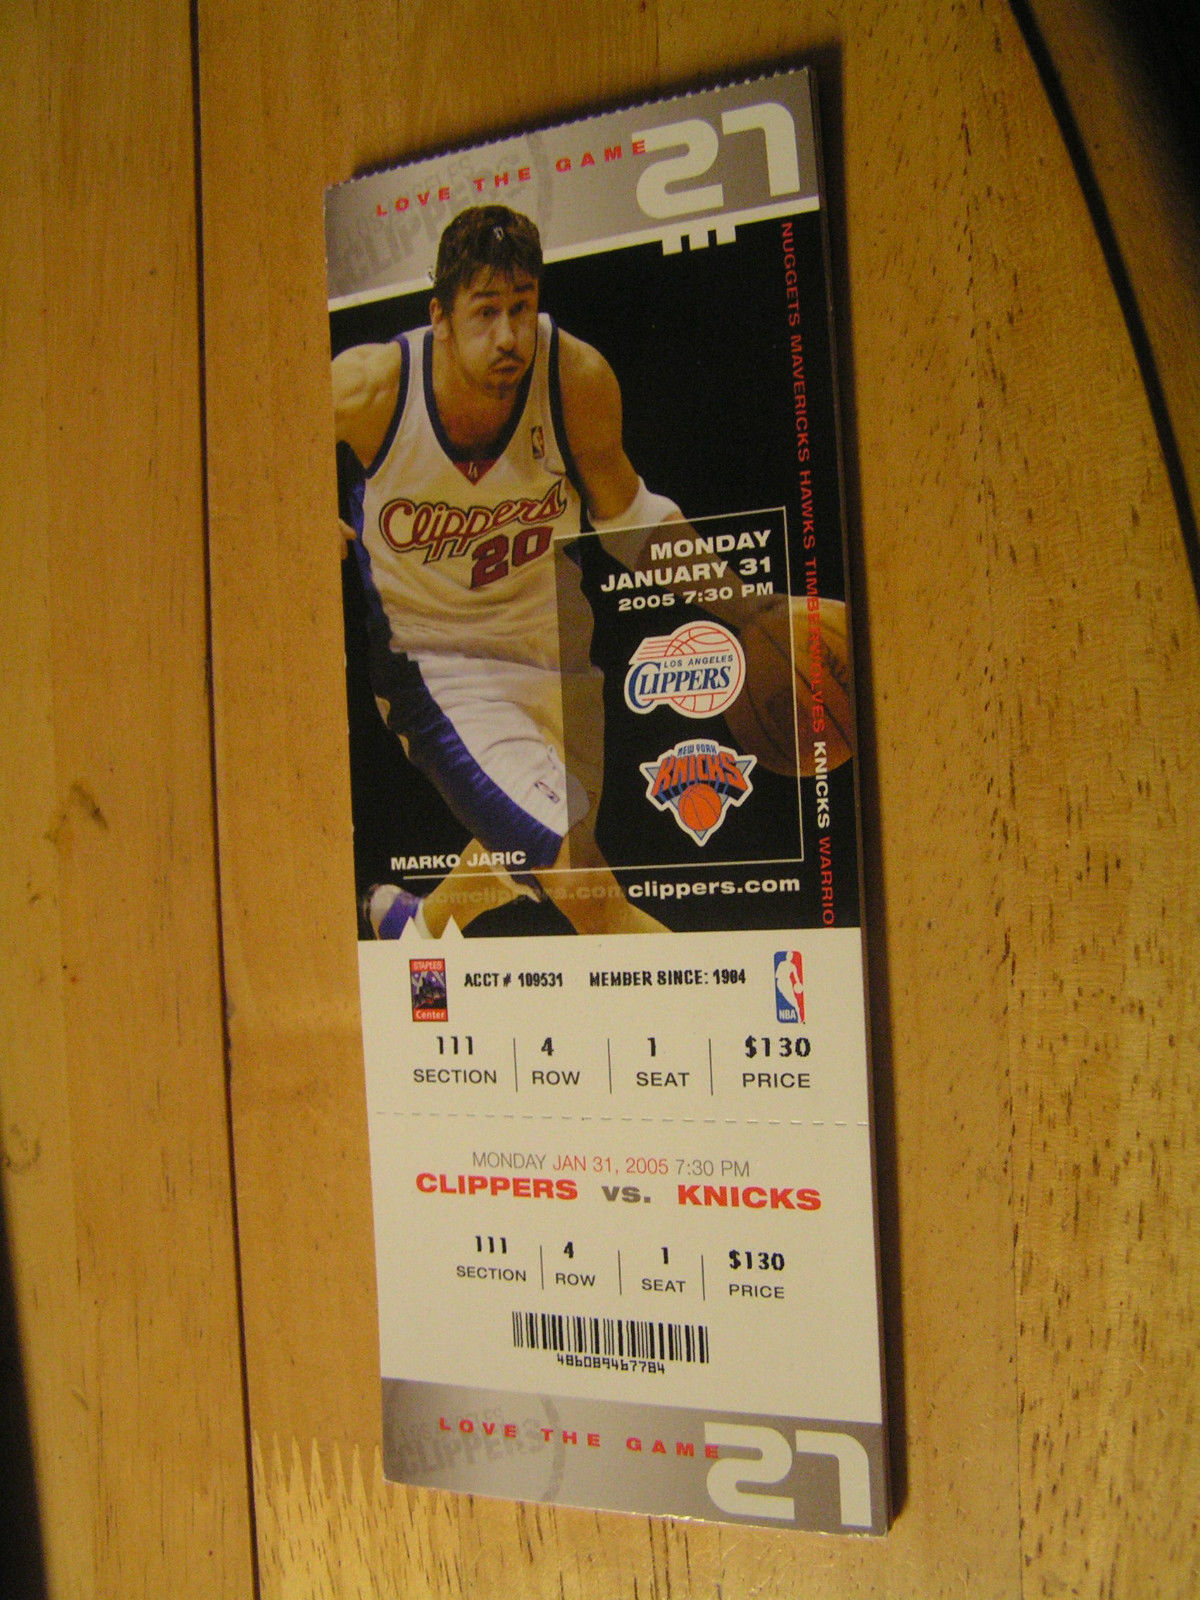 LOVE THE GAME
27
NUGGETS MAVERICKS HAWKS TIMBERWOLVES KNICKS WARRIO
Clippers
20
MONDAY
JANUARY 31
2005 7:30 PM
LOS ANGELES
CLIPPERS
NEW YORK
KNICKS
MARKO JARIC
clippers.com
STAPLES
Center
ACCT# 109531 MEMBER SINCE: 1984
NBA
111 4 1 $130
SECTION ROW SEAT PRICE
MONDAY JAN 31, 2005 7:30 PM
CLIPPERS vs. KNICKS
111 4 1 $130
SECTION ROW SEAT PRICE
486089467784
LOVE THE GAME
27